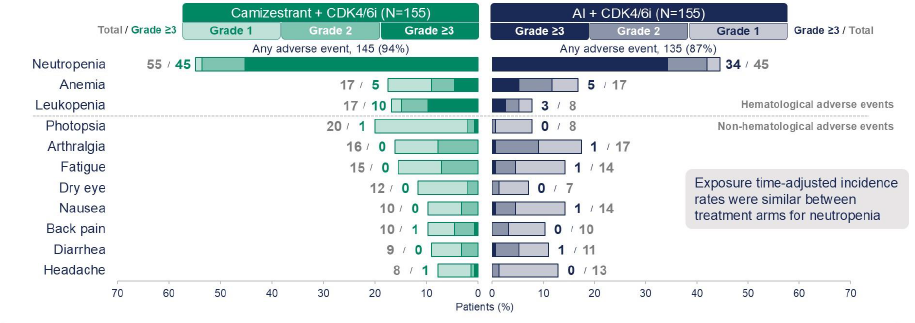 Camizestrant + CDK4/6i (N=155)
AI + CDK4/6i (N=155)
Total / Grade ≥3
Grade 1
Grade 2
Grade ≥3
Grade ≥3
Grade 2
Grade 1
Grade ≥3 / Total
Any adverse event, 145 (94%)
Any adverse event, 135 (87%)
Neutropenia 55 / 45 34 / 45
Anemia 17 / 5 5 / 17
Leukopenia 17 / 10 3 / 8
Hematological adverse events
Photopsia 20 / 1 0 / 8
Non-hematological adverse events
Arthralgia 16 / 0 1 / 17
Fatigue 15 / 0 1 / 14
Dry eye 12 / 0 0 / 7
Nausea 10 / 0 1 / 14
Back pain 10 / 1 0 / 10
Diarrhea 9 / 0 1 / 11
Headache 8 / 1 0 / 13
Exposure time-adjusted incidence
rates were similar between
treatment arms for neutropenia
70 60 50 40 30 20 10 0 0 10 20 30 40 50 60 70
Patients (%)